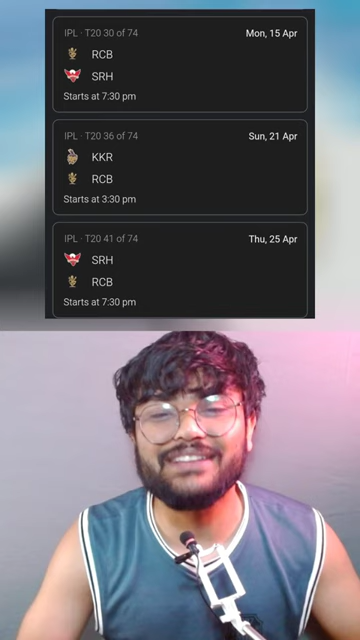 IPL · T20 30 of 74 Mon, 15 Apr
RCB
SRH
Starts at 7:30 pm
IPL · T20 36 of 74 Sun, 21 Apr
KKR
RCB
Starts at 3:30 pm
IPL · T20 41 of 74 Thu, 25 Apr
SRH
RCB
Starts at 7:30 pm